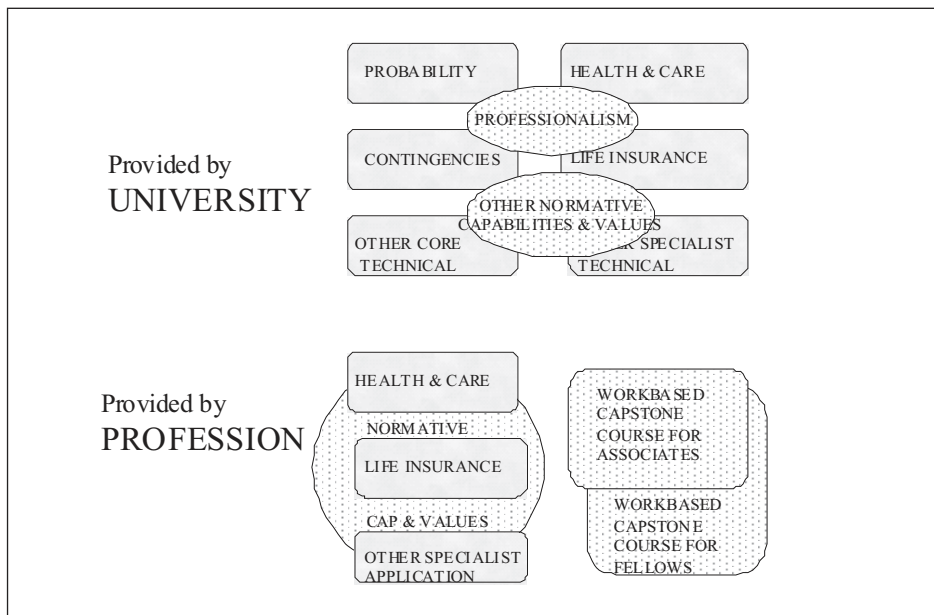 PROBABILITY
HEALTH & CARE
PROFESSIONALISM
CONTINGENCIES
LIFE INSURANCE
Provided by
UNIVERSITY
OTHER NORMATIVE
CAPABILITIES & VALUES
OTHER CORE
TECHNICAL
SPECIALIST
TECHNICAL
Provided by
PROFESSION
HEALTH & CARE
NORMATIVE
LIFE INSURANCE
CAP & VALUES
OTHER SPECIALIST
APPLICATION
WORKBASED
CAPSTONE
COURSE FOR
ASSOCIATES
WORKBASED
CAPSTONE
COURSE FOR
FELLOWS